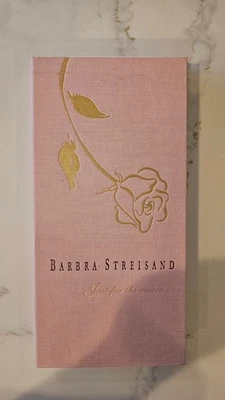 BARBRA STREISAND
Just for the record...